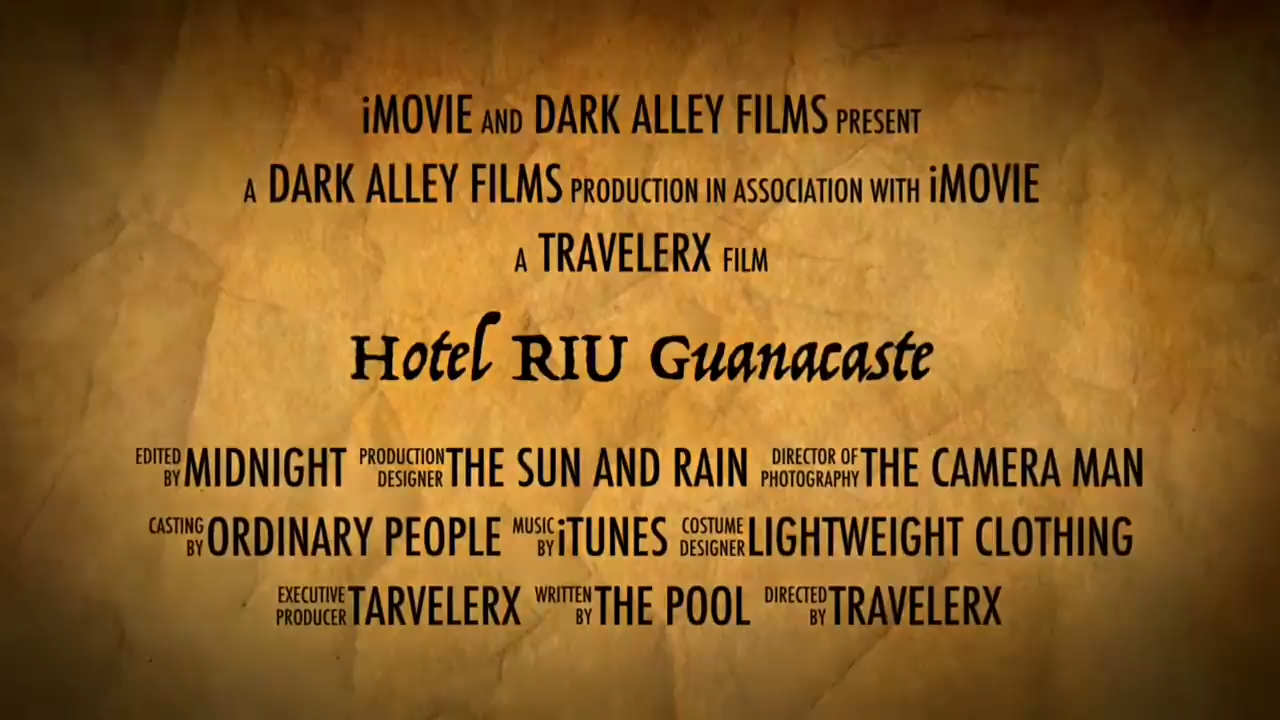 iMOVIE AND DARK ALLEY FILMS PRESENT
A DARK ALLEY FILMS PRODUCTION IN ASSOCIATION WITH iMOVIE
A TRAVELERX FILM
Hotel RIU Guanacaste
EDITED BY MIDNIGHT PRODUCTION DESIGNER THE SUN AND RAIN DIRECTOR OF PHOTOGRAPHY THE CAMERA MAN
CASTING BY ORDINARY PEOPLE MUSIC BY iTUNES COSTUME DESIGNER LIGHTWEIGHT CLOTHING
EXECUTIVE PRODUCER TARVELERX WRITTEN BY THE POOL DIRECTED BY TRAVELERX